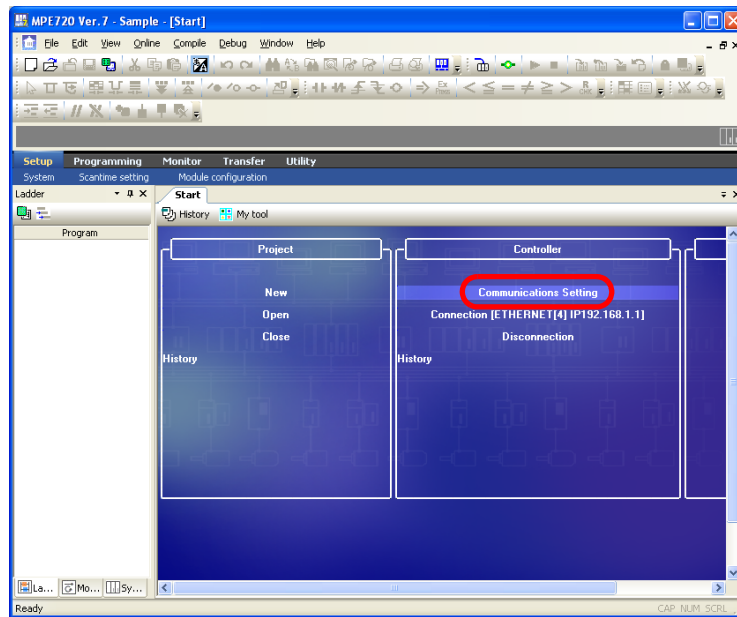 MPE720 Ver. 7 - Sample - [Start]
File Edit View Online Compile Debug Window Help
Setup Programming Monitor Transfer Utility
System Scantime setting Module configuration
Ladder
Start
History My tool
Program
Project
Controller
New
Communications Setting
Open
Connection [ETHERNET[4] IP192.168.1.1]
Close
Disconnection
History
History
La... Mo... Sy...
Ready
CAP NUM SCRL